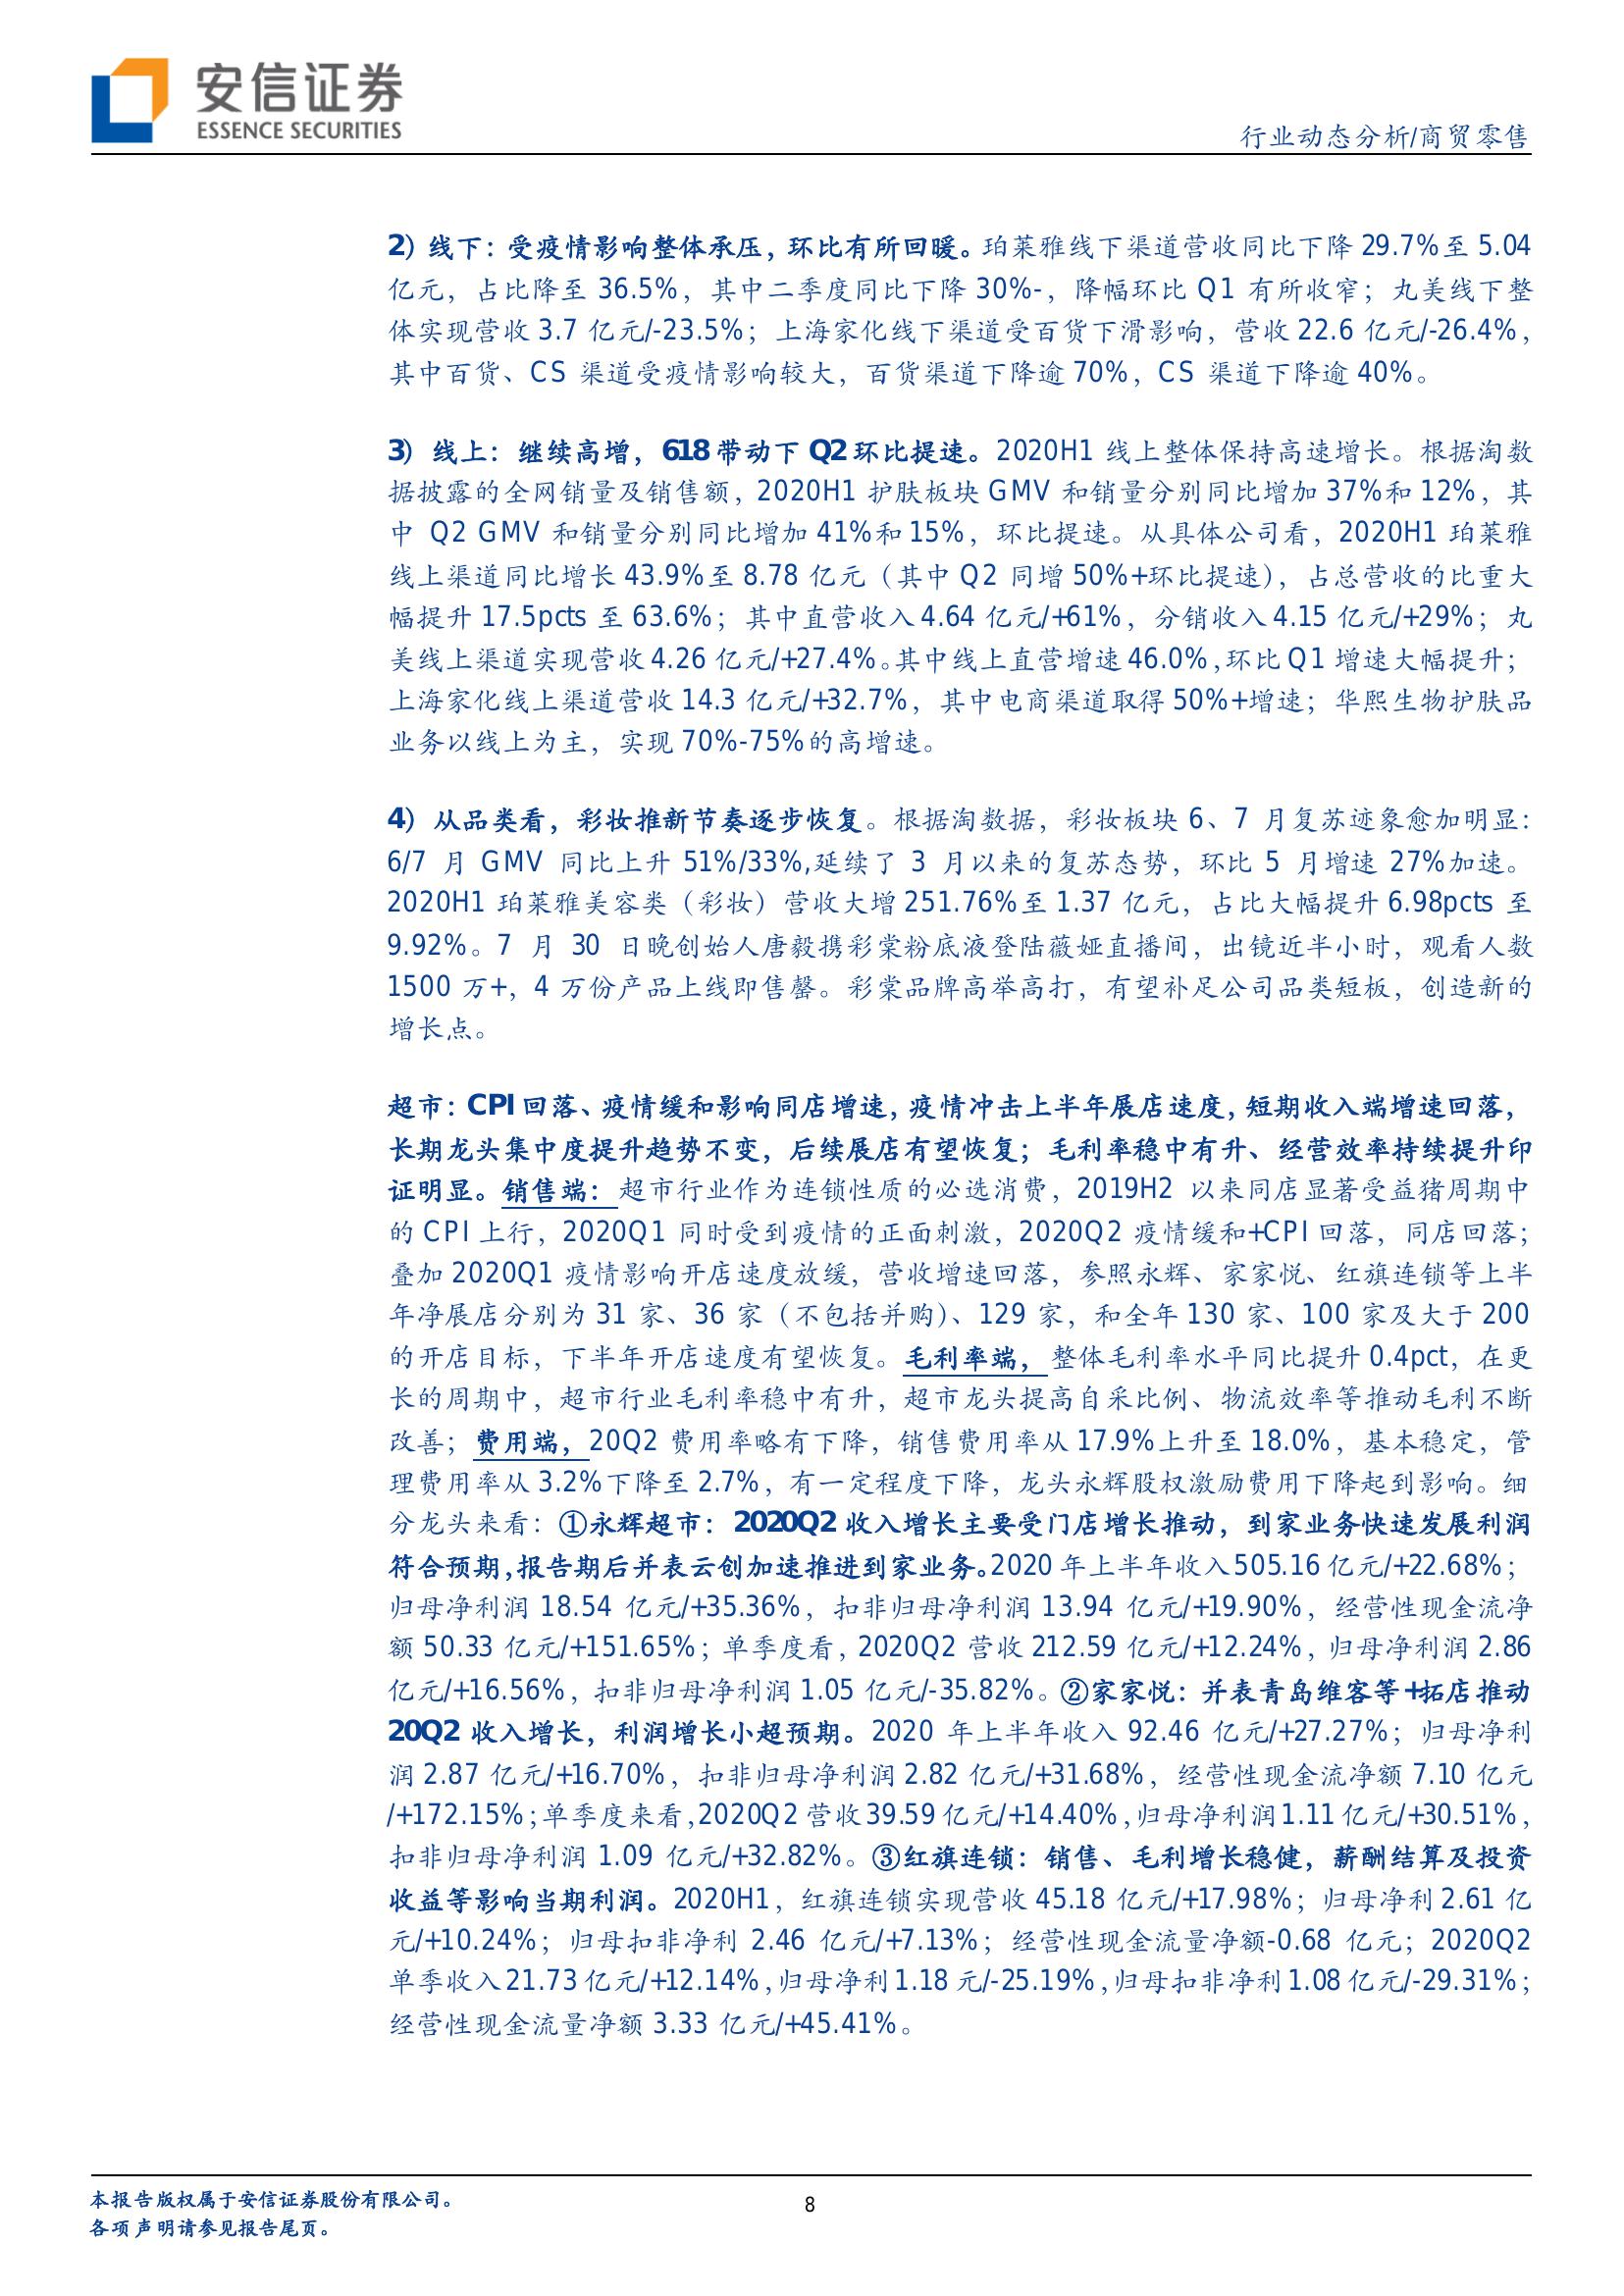 安信证券
ESSENCE SECURITIES
行业动态分析/商贸零售
2）线下：受疫情影响整体承压，环比有所回暖。珀莱雅线下渠道营收同比下降 29.7%至 5.04
亿元，占比降至 36.5%，其中二季度同比下降 30%-，降幅环比 Q1 有所收窄；丸美线下整
体实现营收 3.7 亿元/-23.5%；上海家化线下渠道受百货下滑影响，营收 22.6 亿元/-26.4%，
其中百货、CS 渠道受疫情影响较大，百货渠道下降逾 70%，CS 渠道下降逾 40%。
3）线上：继续高增，618 带动下 Q2 环比提速。2020H1 线上整体保持高速增长。根据淘数
据披露的全网销量及销售额，2020H1 护肤板块 GMV 和销量分别同比增加 37%和 12%，其
中 Q2 GMV 和销量分别同比增加 41%和 15%，环比提速。从具体公司看，2020H1 珀莱雅
线上渠道同比增长 43.9%至 8.78 亿元（其中 Q2 同增 50%+环比提速），占总营收的比重大
幅提升 17.5pcts 至 63.6%；其中直营收入 4.64 亿元/+61%，分销收入 4.15 亿元/+29%；丸
美线上渠道实现营收 4.26 亿元/+27.4%。其中线上直营增速 46.0%，环比 Q1 增速大幅提升；
上海家化线上渠道营收 14.3 亿元/+32.7%，其中电商渠道取得 50%+增速；华熙生物护肤品
业务以线上为主，实现 70%-75%的高增速。
4）从品类看，彩妆推新节奏逐步恢复。根据淘数据，彩妆板块 6、7 月复苏迹象愈加明显：
6/7 月 GMV 同比上升 51%/33%,延续了 3 月以来的复苏态势，环比 5 月增速 27%加速。
2020H1 珀莱雅美容类（彩妆）营收大增 251.76%至 1.37 亿元，占比大幅提升 6.98pcts 至
9.92%。7 月 30 日晚创始人唐毅携彩棠粉底液登陆薇娅直播间，出镜近半小时，观看人数
1500 万+，4 万份产品上线即售罄。彩棠品牌高举高打，有望补足公司品类短板，创造新的
增长点。
超市：CPI 回落、疫情缓和影响同店增速，疫情冲击上半年展店速度，短期收入端增速回落，
长期龙头集中度提升趋势不变，后续展店有望恢复；毛利率稳中有升、经营效率持续提升印
证明显。销售端：超市行业作为连锁性质的必选消费，2019H2 以来同店显著受益猪周期中
的 CPI 上行，2020Q1 同时受到疫情的正面刺激，2020Q2 疫情缓和+CPI 回落，同店回落；
叠加 2020Q1 疫情影响开店速度放缓，营收增速回落，参照永辉、家家悦、红旗连锁等上半
年净展店分别为 31 家、36 家（不包括并购）、129 家，和全年 130 家、100 家及大于 200
的开店目标，下半年开店速度有望恢复。毛利率端，整体毛利率水平同比提升 0.4pct，在更
长的周期中，超市行业毛利率稳中有升，超市龙头提高自采比例、物流效率等推动毛利不断
改善；费用端，20Q2 费用率略有下降，销售费用率从 17.9%上升至 18.0%，基本稳定，管
理费用率从 3.2%下降至 2.7%，有一定程度下降，龙头永辉股权激励费用下降起到影响。细
分龙头来看：①永辉超市：2020Q2 收入增长主要受门店增长推动，到家业务快速发展利润
符合预期，报告期后并表云创加速推进到家业务。2020 年上半年收入 505.16 亿元/+22.68%；
归母净利润 18.54 亿元/+35.36%，扣非归母净利润 13.94 亿元/+19.90%，经营性现金流净
额 50.33 亿元/+151.65%；单季度看，2020Q2 营收 212.59 亿元/+12.24%，归母净利润 2.86
亿元/+16.56%，扣非归母净利润 1.05 亿元/-35.82%。②家家悦：并表青岛维客等+拓店推动
20Q2 收入增长，利润增长小超预期。2020 年上半年收入 92.46 亿元/+27.27%；归母净利
润 2.87 亿元/+16.70%，扣非归母净利润 2.82 亿元/+31.68%，经营性现金流净额 7.10 亿元
/+172.15%；单季度来看，2020Q2 营收 39.59 亿元/+14.40%，归母净利润 1.11 亿元/+30.51%，
扣非归母净利润 1.09 亿元/+32.82%。③红旗连锁：销售、毛利增长稳健，薪酬结算及投资
收益等影响当期利润。2020H1，红旗连锁实现营收 45.18 亿元/+17.98%；归母净利 2.61 亿
元/+10.24%；归母扣非净利 2.46 亿元/+7.13%；经营性现金流量净额-0.68 亿元；2020Q2
单季收入 21.73 亿元/+12.14%，归母净利 1.18 元/-25.19%，归母扣非净利 1.08 亿元/-29.31%；
经营性现金流量净额 3.33 亿元/+45.41%。
本报告版权属于安信证券股份有限公司。
各项声明请参见报告尾页。
8